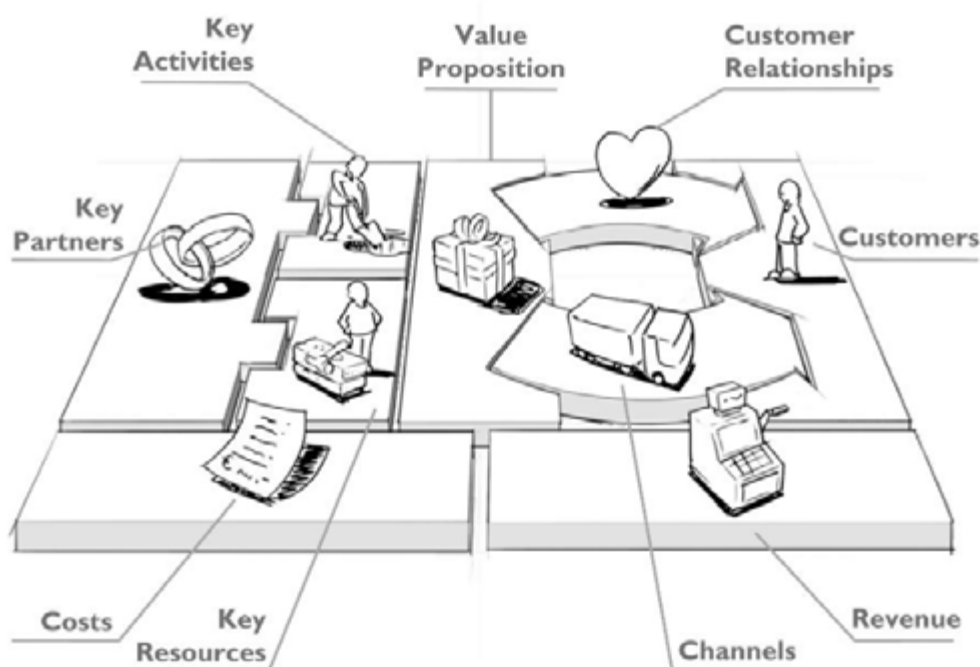 Key
Activities
Value
Proposition
Customer
Relationships
Key
Partners
Customers
Costs
Key
Resources
Channels
Revenue